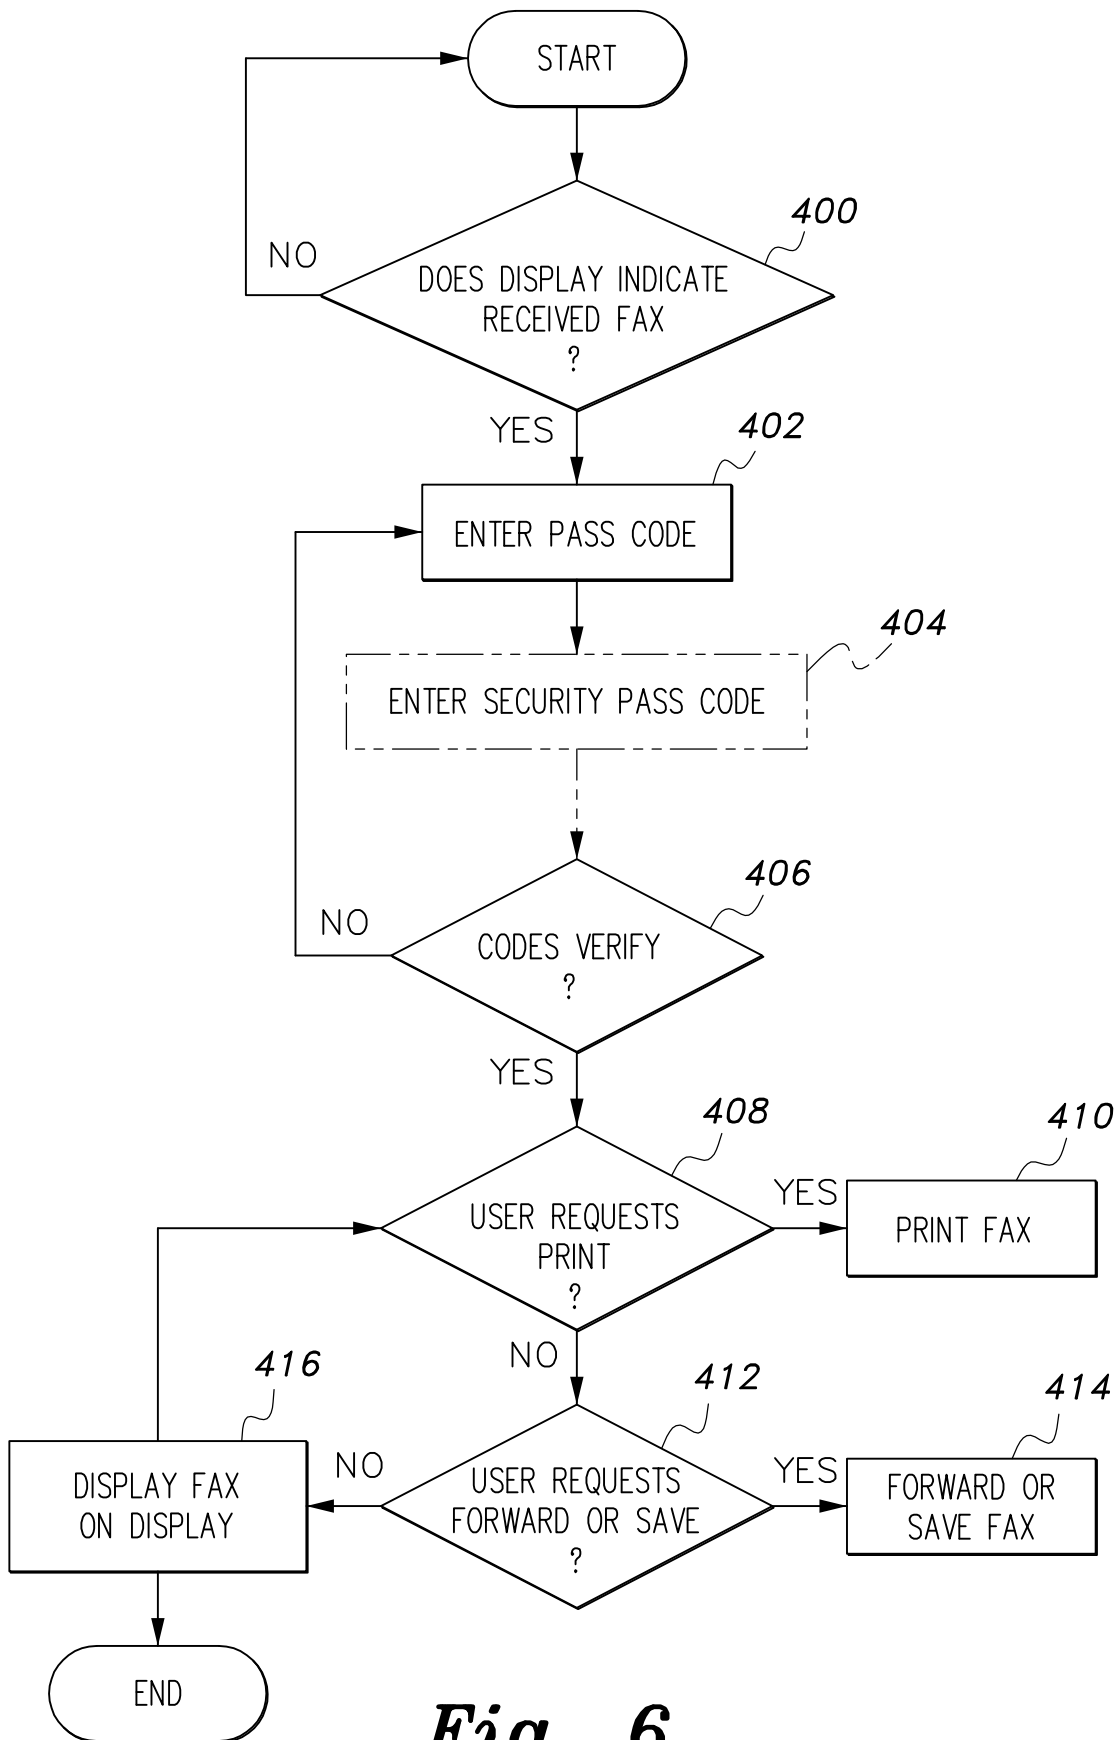 START
400
NO
DOES DISPLAY INDICATE
RECEIVED FAX
?
YES
402
ENTER PASS CODE
404
ENTER SECURITY PASS CODE
406
NO
CODES VERIFY
?
YES
408
410
YES
USER REQUESTS
PRINT
?
PRINT FAX
NO
416
412
414
NO
YES
DISPLAY FAX
ON DISPLAY
USER REQUESTS
FORWARD OR SAVE
?
FORWARD OR
SAVE FAX
END
Fig. 6